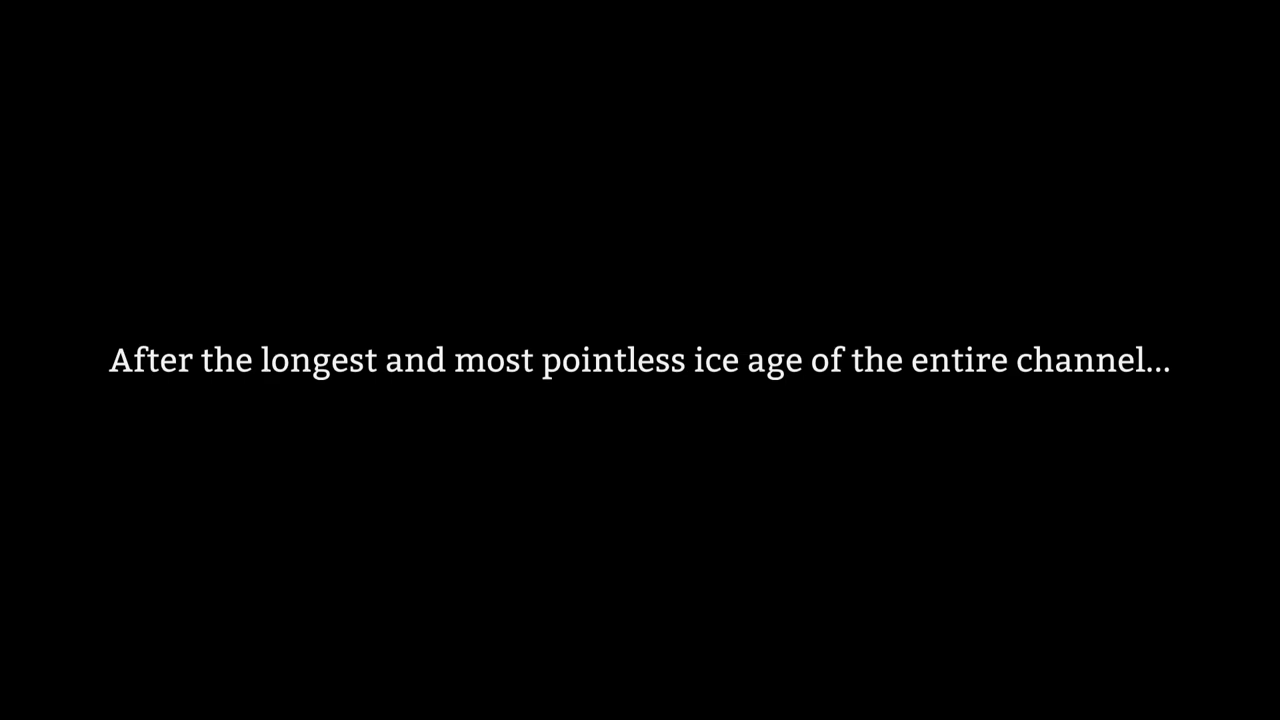 After the longest and most pointless ice age of the entire channel...